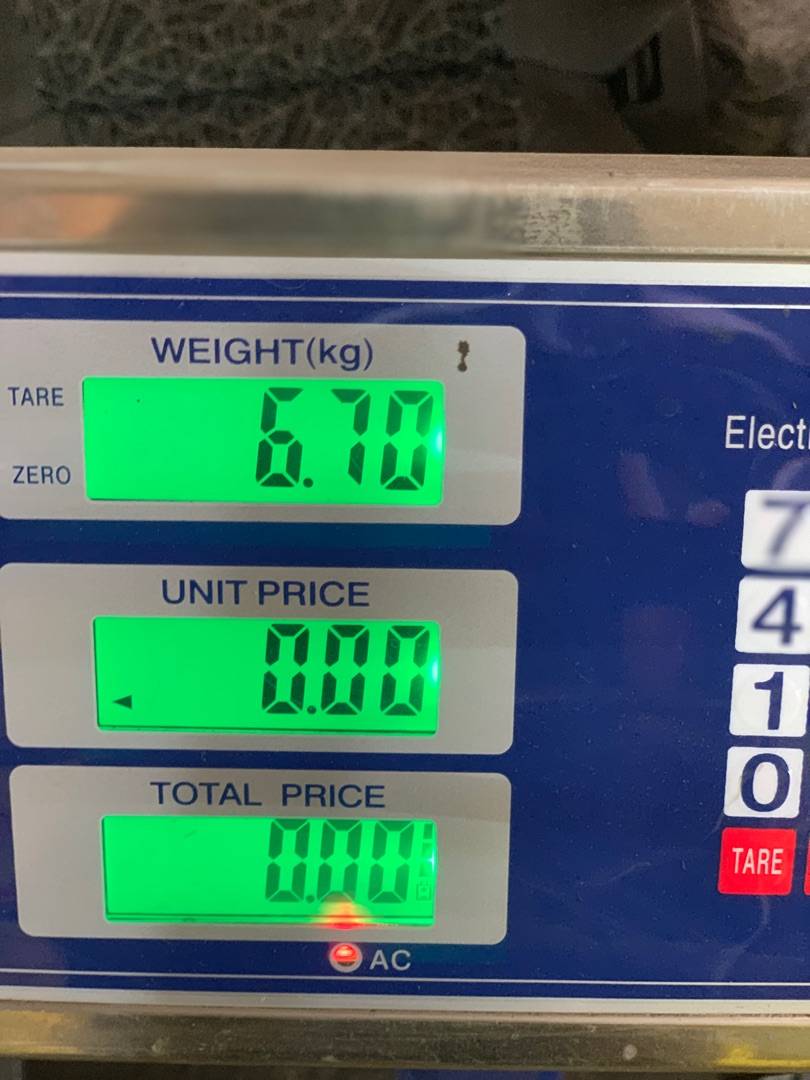 WEIGHT(kg)
TARE
6.70
ZERO
UNIT PRICE
0.00
TOTAL PRICE
0.00
AC
7
4
1
0
TARE